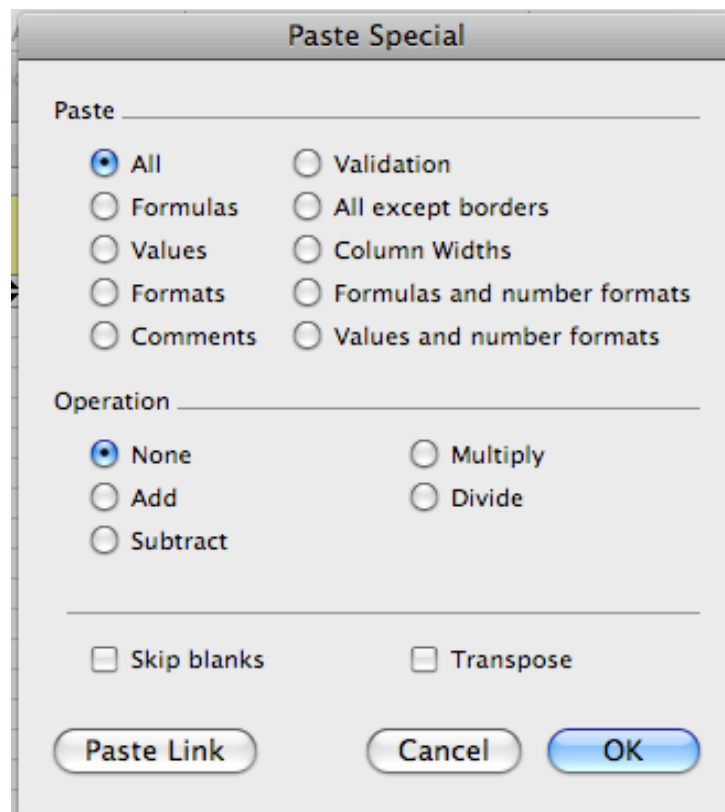 Paste Special
Paste
All
Validation
Formulas
All except borders
Values
Column Widths
Formats
Formulas and number formats
Comments
Values and number formats
Operation
None
Multiply
Add
Divide
Subtract
Skip blanks
Transpose
Paste Link
Cancel
OK